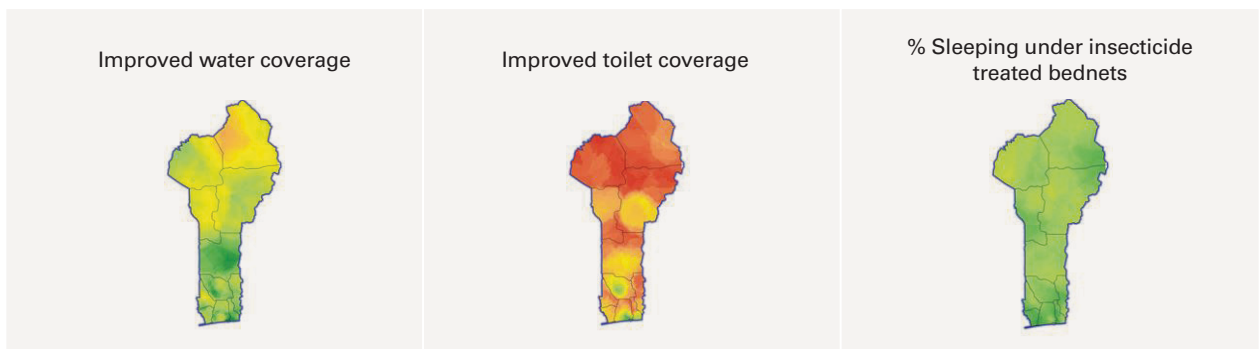 Improved water coverage
Improved toilet coverage
% Sleeping under insecticide
treated bednets